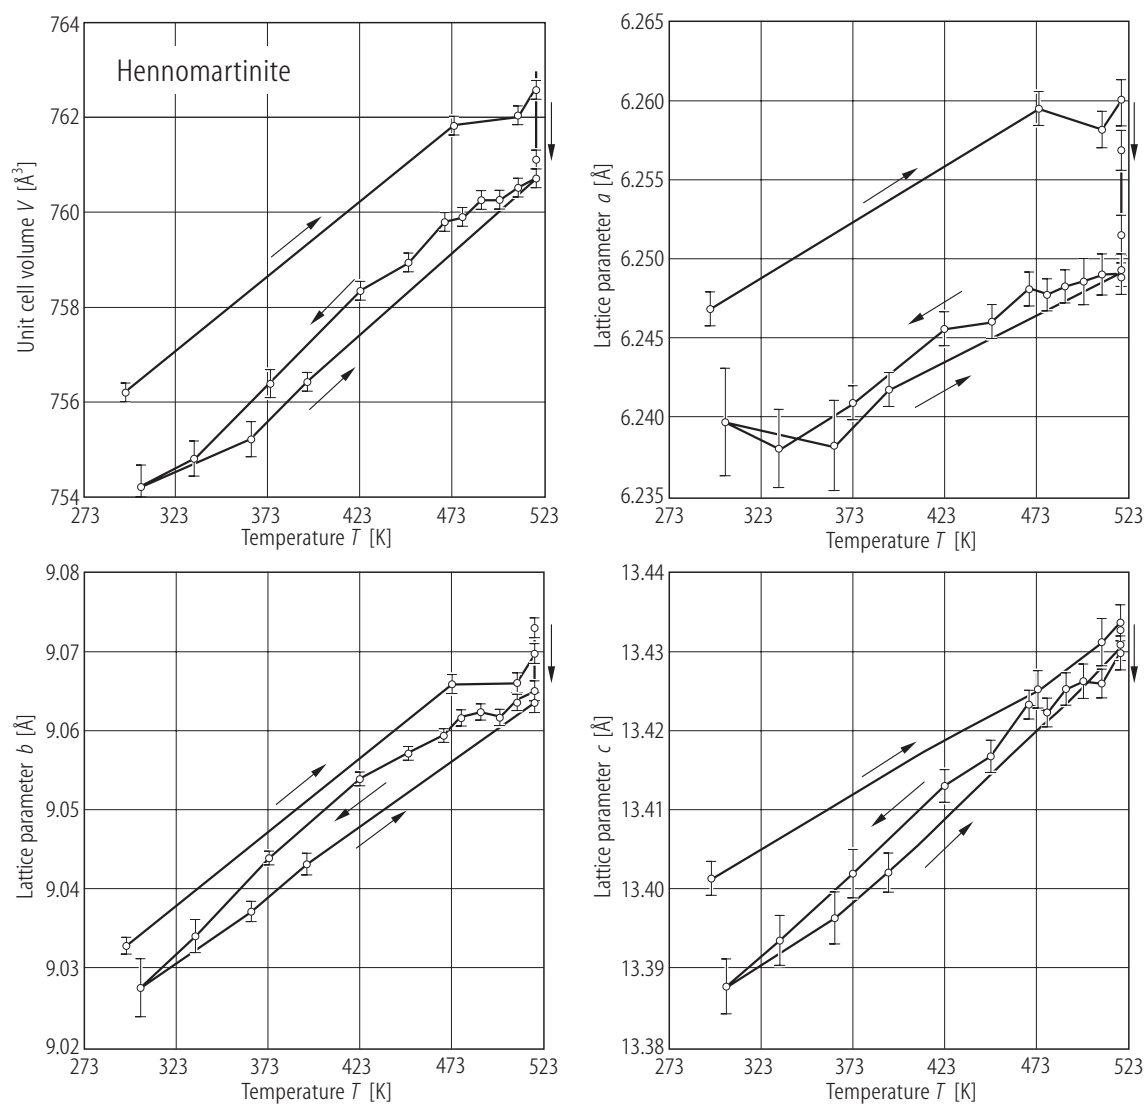 764
762
760
758
756
754
Unit cell volume V [Å³]
Hennomartinite
273 323 373 423 473 523
Temperature T [K]
6.265
6.260
6.255
6.250
6.245
6.240
6.235
Lattice parameter a [Å]
273 323 373 423 473 523
Temperature T [K]
9.08
9.07
9.06
9.05
9.04
9.03
9.02
Lattice parameter b [Å]
273 323 373 423 473 523
Temperature T [K]
13.44
13.43
13.42
13.41
13.40
13.39
13.38
Lattice parameter c [Å]
273 323 373 423 473 523
Temperature T [K]